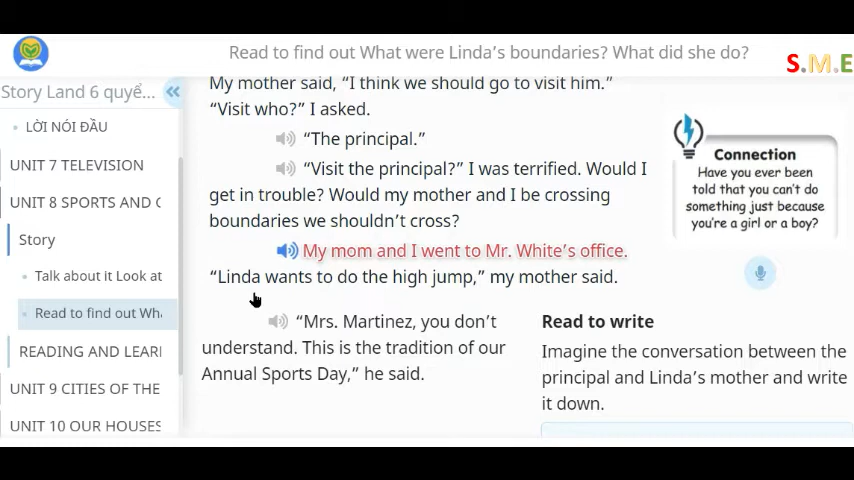 Read to find out What were Linda's boundaries? What did she do?
S.M.E
Story Land 6 quyể...
LỜI NÓI ĐẦU
UNIT 7 TELEVISION
UNIT 8 SPORTS AND G
Story
Talk about it Look at
Read to find out Wha
READING AND LEARI
UNIT 9 CITIES OF THE
UNIT 10 OUR HOUSES
My mother said, “I think we should go to visit him.”
“Visit who?” I asked.
“The principal.”
“Visit the principal?” I was terrified. Would I
get in trouble? Would my mother and I be crossing
boundaries we shouldn’t cross?
My mom and I went to Mr. White’s office.
“Linda wants to do the high jump,” my mother said.
“Mrs. Martinez, you don’t
understand. This is the tradition of our
Annual Sports Day,” he said.
Connection
Have you ever been
told that you can’t do
something just because
you’re a girl or a boy?
Read to write
Imagine the conversation between the
principal and Linda’s mother and write
it down.